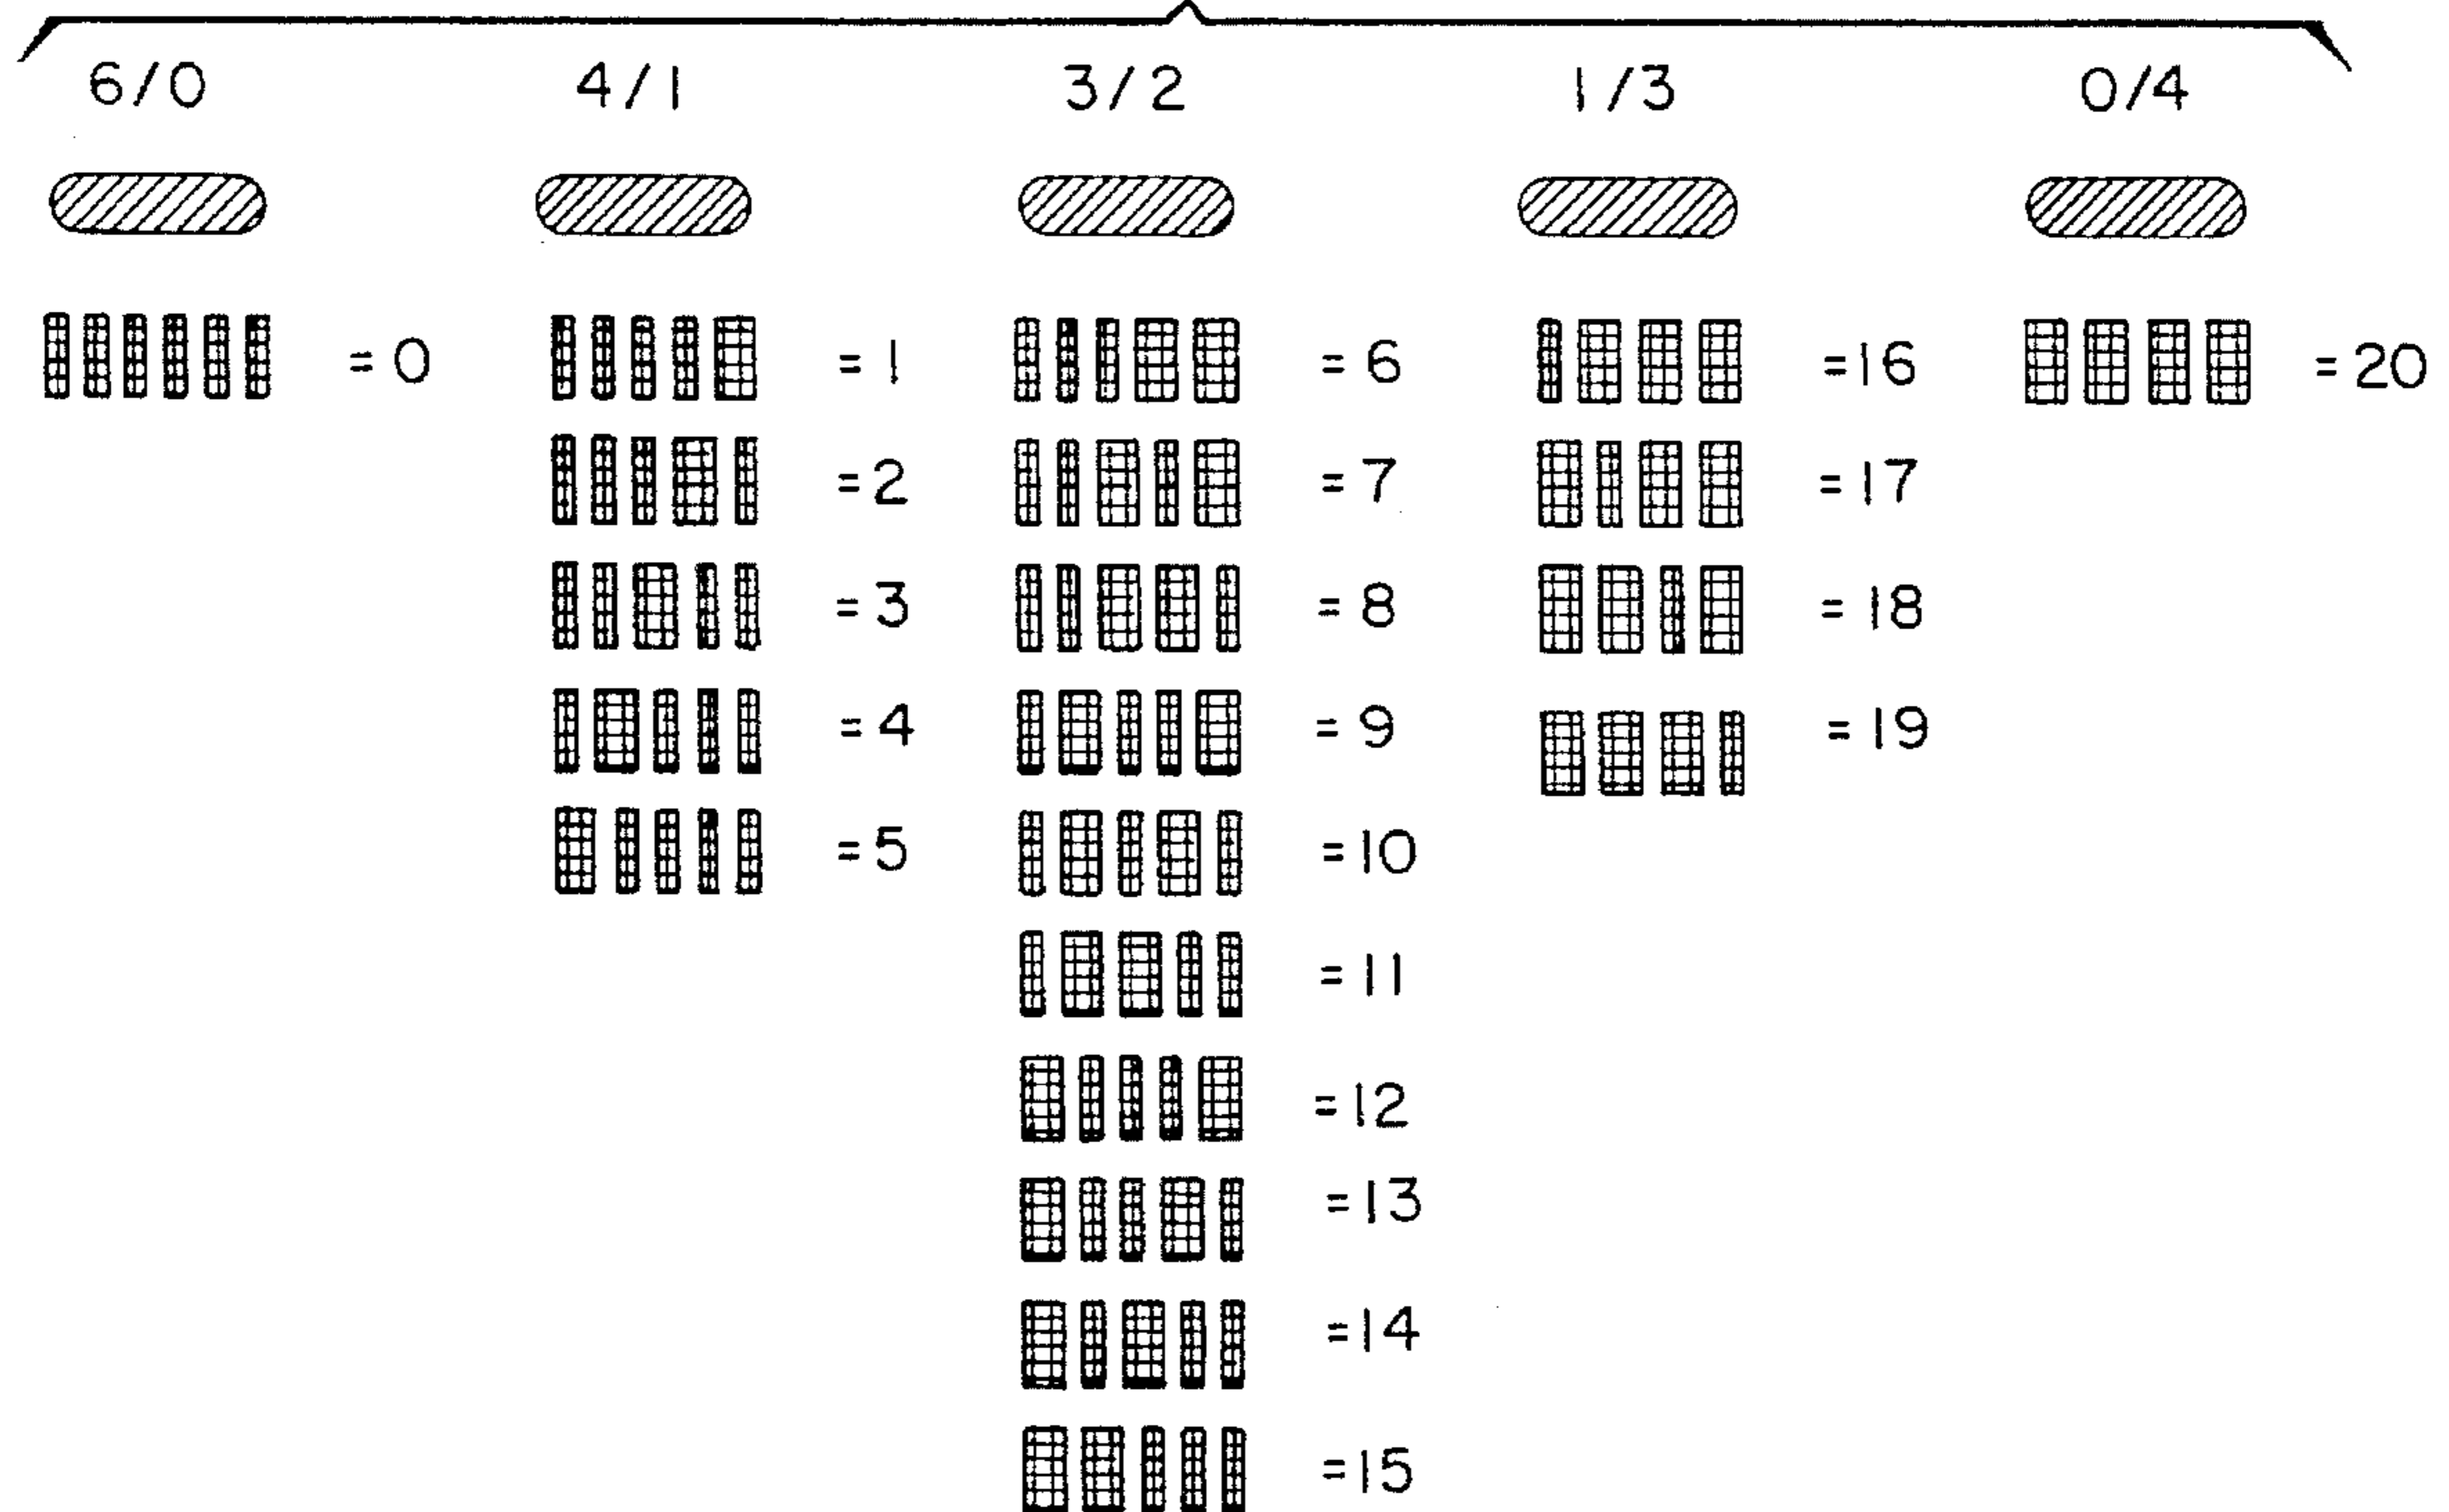 6/0 4/1 3/2 1/3 0/4
=0 =1 =6 =16 =20
=2 =7 =17
=3 =8 =18
=4 =9 =19
=5 =10
=11
=12
=13
=14
=15